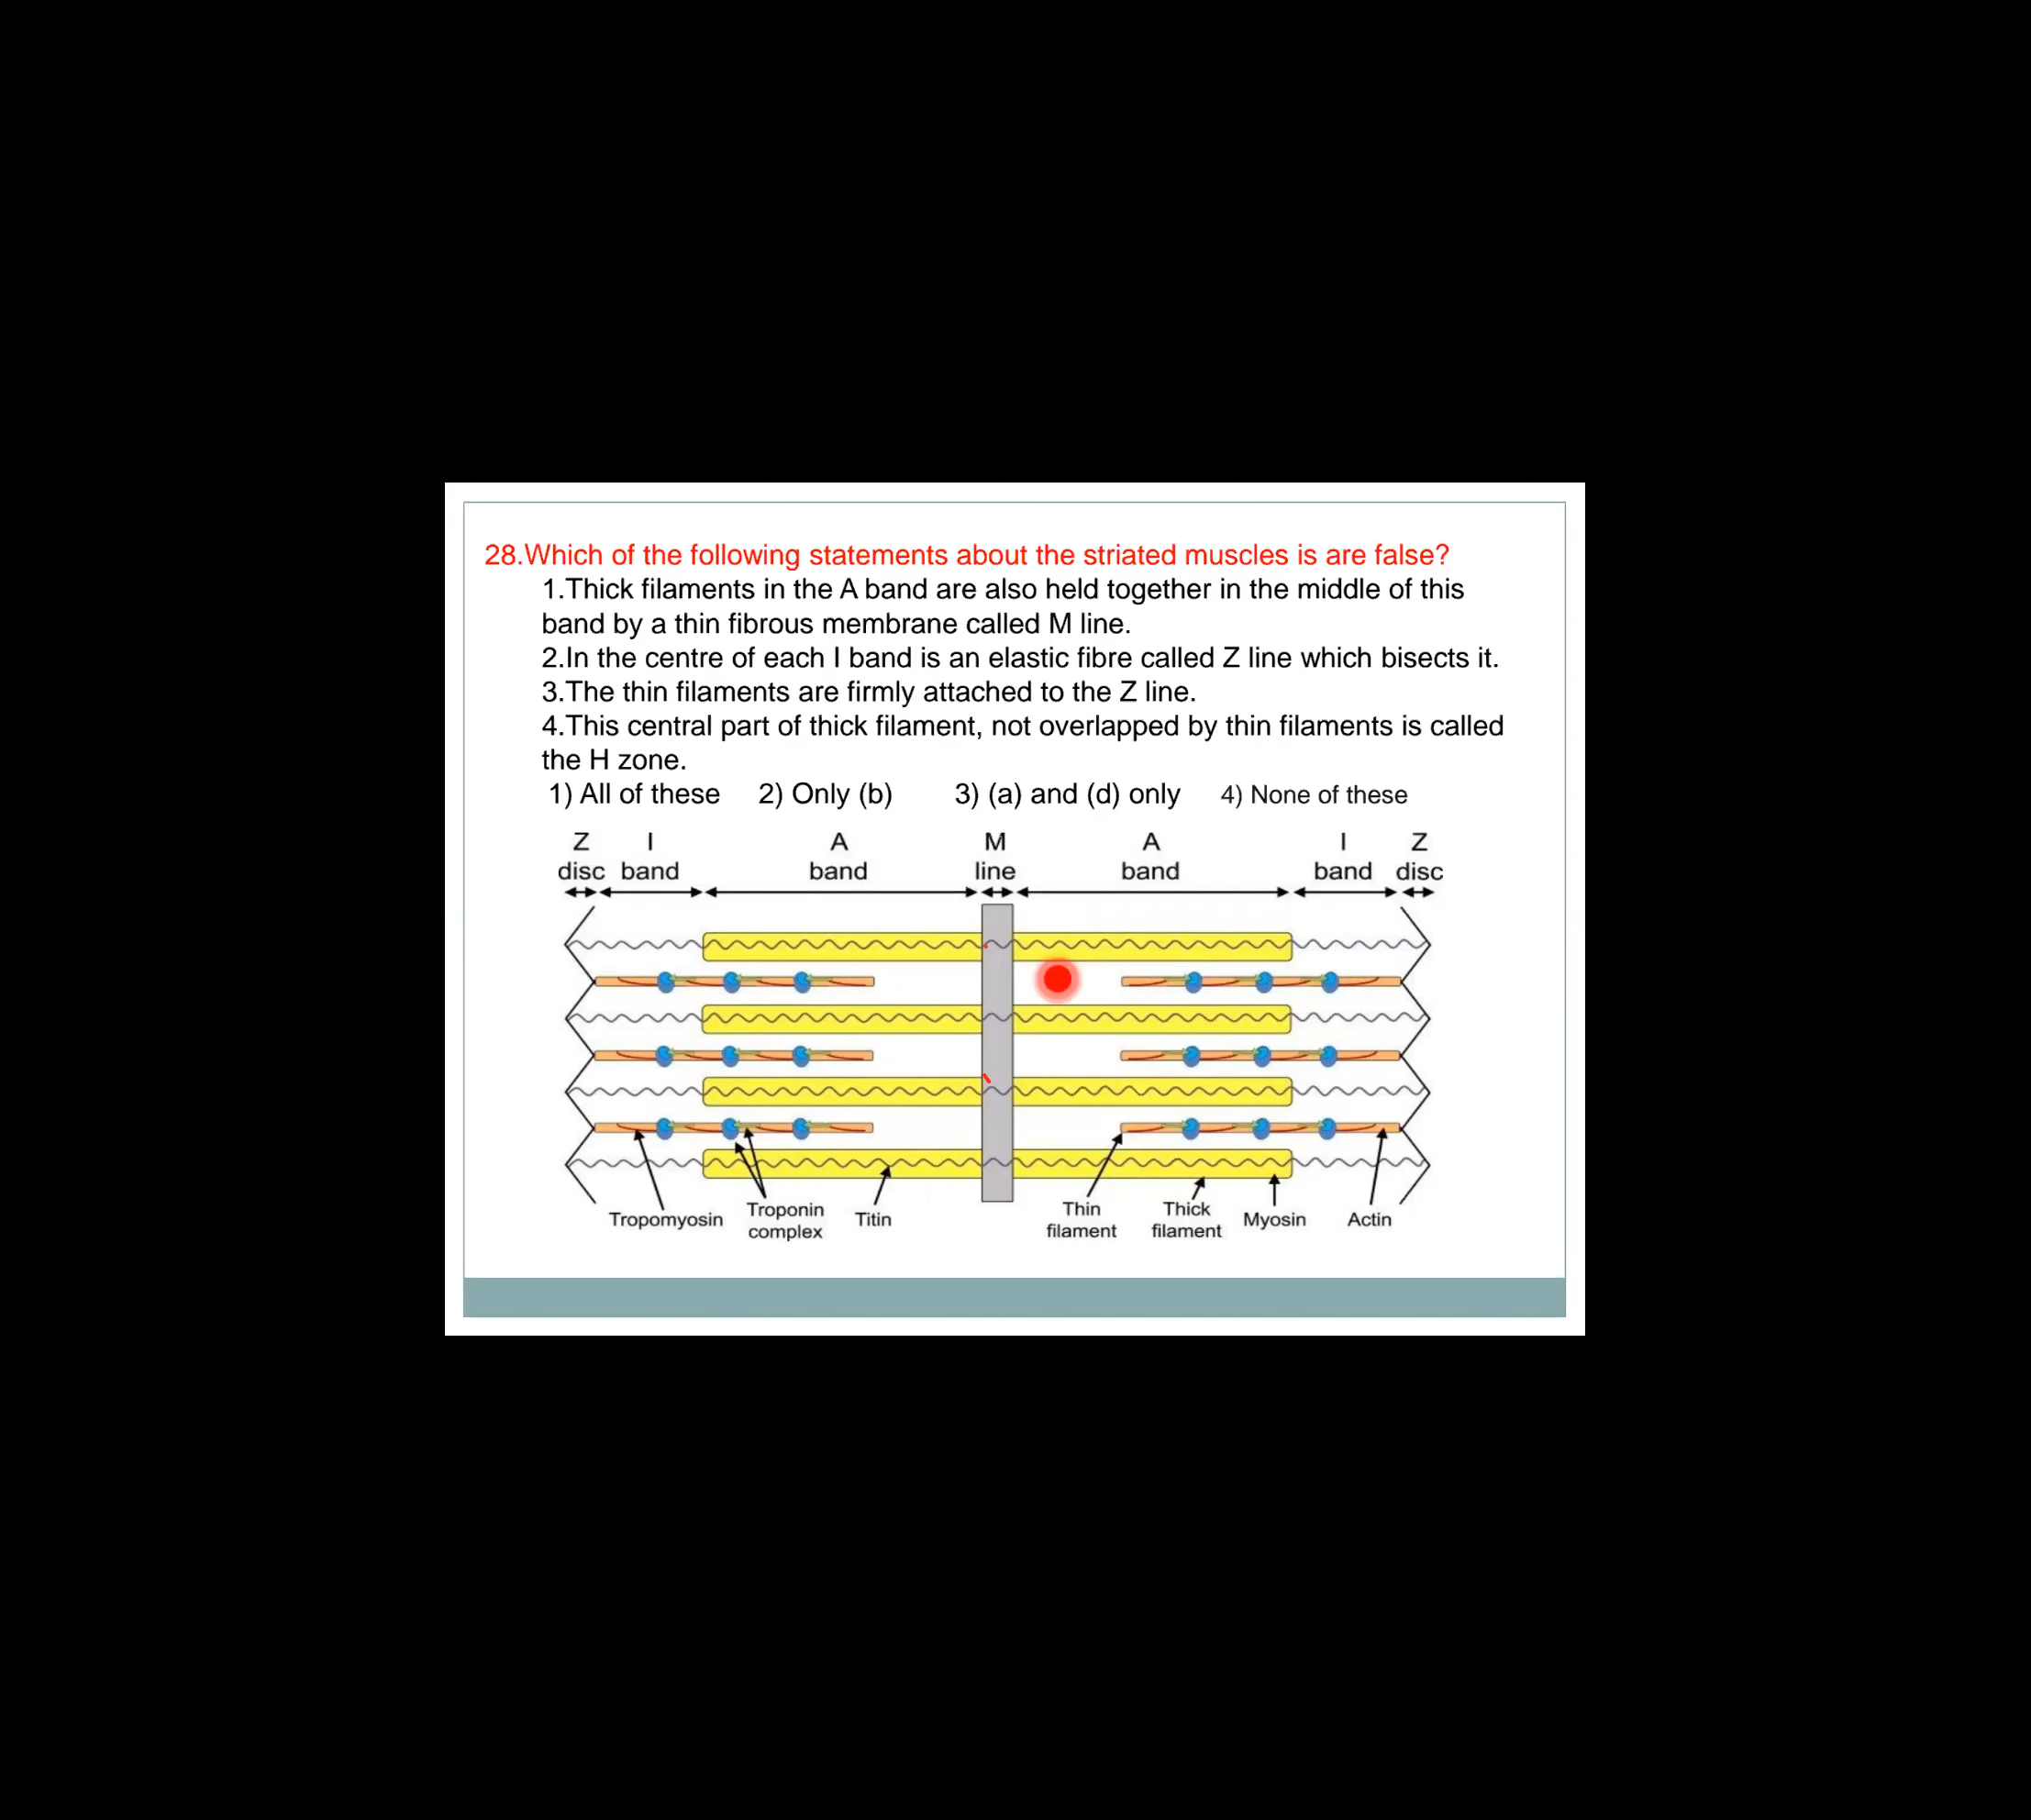 28.Which of the following statements about the striated muscles is are false?
1.Thick filaments in the A band are also held together in the middle of this
band by a thin fibrous membrane called M line.
2.In the centre of each I band is an elastic fibre called Z line which bisects it.
3.The thin filaments are firmly attached to the Z line.
4.This central part of thick filament, not overlapped by thin filaments is called
the H zone.
1) All of these 2) Only (b) 3) (a) and (d) only 4) None of these
Z I A M A I Z
disc band band line band band disc
Tropomyosin Troponin complex Titin Thin filament Thick filament Myosin Actin